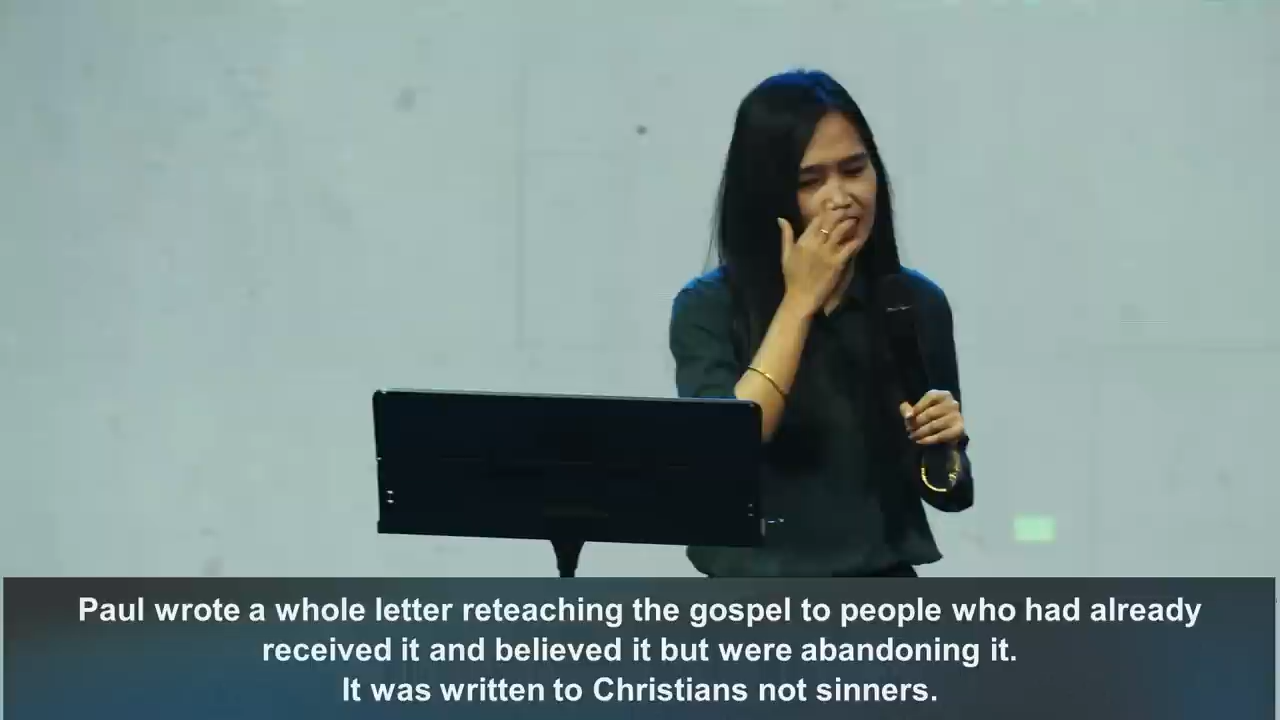 Paul wrote a whole letter reteaching the gospel to people who had already
received it and believed it but were abandoning it.
It was written to Christians not sinners.